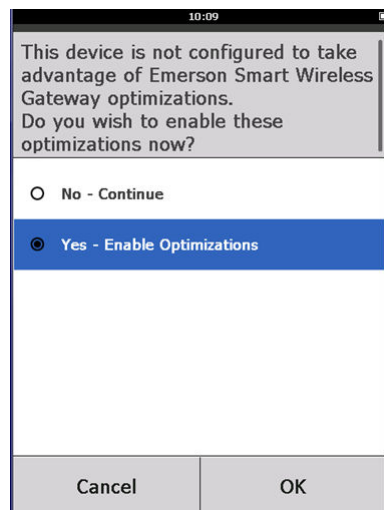 10:09
This device is not configured to take
advantage of Emerson Smart Wireless
Gateway optimizations.
Do you wish to enable these
optimizations now?
No - Continue
Yes - Enable Optimizations
Cancel
OK